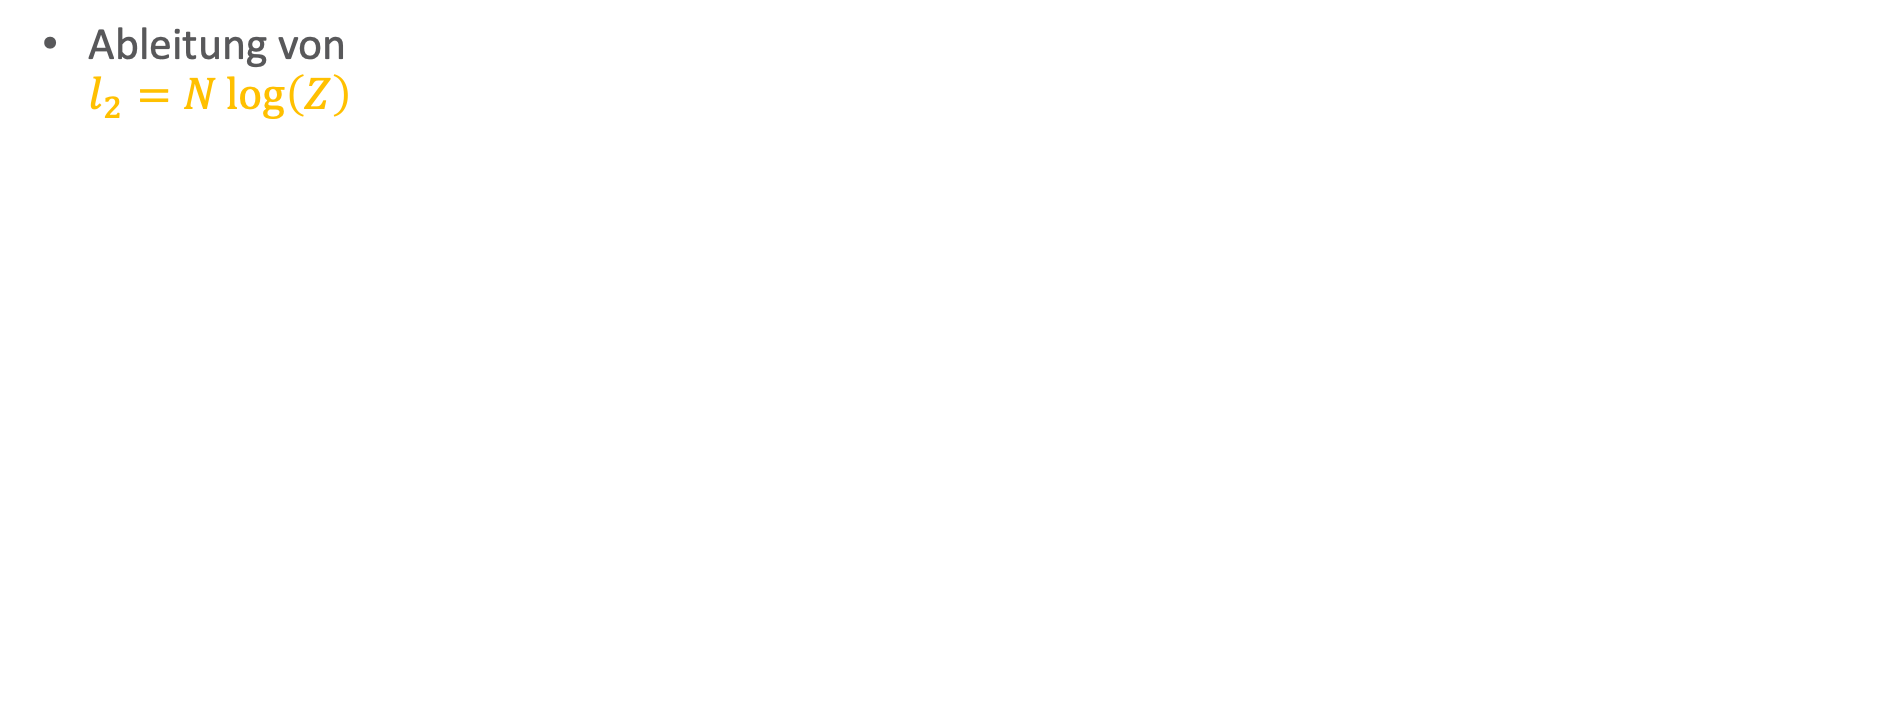 • Ableitung von
l₂ = N log(Z)